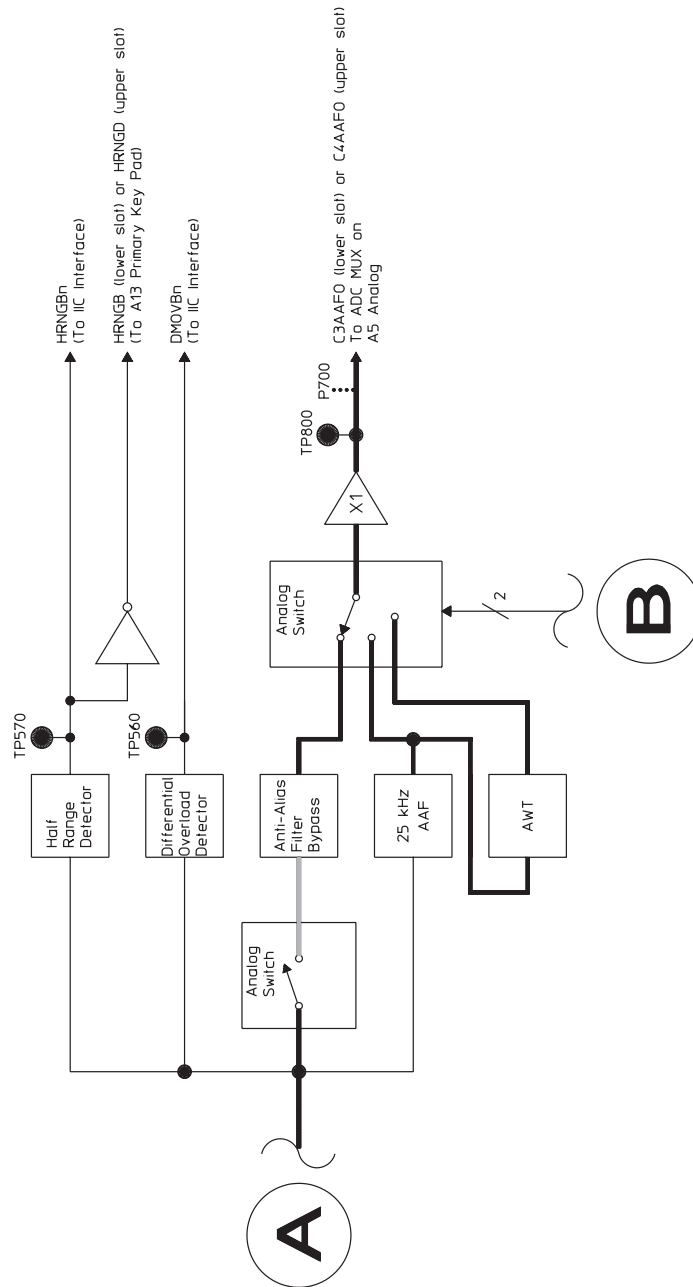 HRNGBn
(To IIC Interface)
HRNGB (lower slot) or HRNGD (upper slot)
(To A13 Primary Key Pad)
DMOVBn
(To IIC Interface)
TP570
Half
Range
Detector
TP560
Differential
Overload
Detector
C3AAFO (lower slot) or C4AAFO (upper slot)
To ADC MUX on
A5 Analog
P700
TP800
X1
Analog
Switch
Anti-Alias
Filter
Bypass
Analog
Switch
25 kHz
AAF
AWT
2
A
B